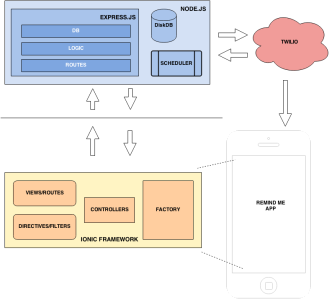 NODE.JS
EXPRESS.JS
DB
LOGIC
ROUTES
DiskDB
SCHEDULER
TWILIO
VIEWS/ROUTES
DIRECTIVES/FILTERS
CONTROLLERS
FACTORY
IONIC FRAMEWORK
REMIND ME
APP